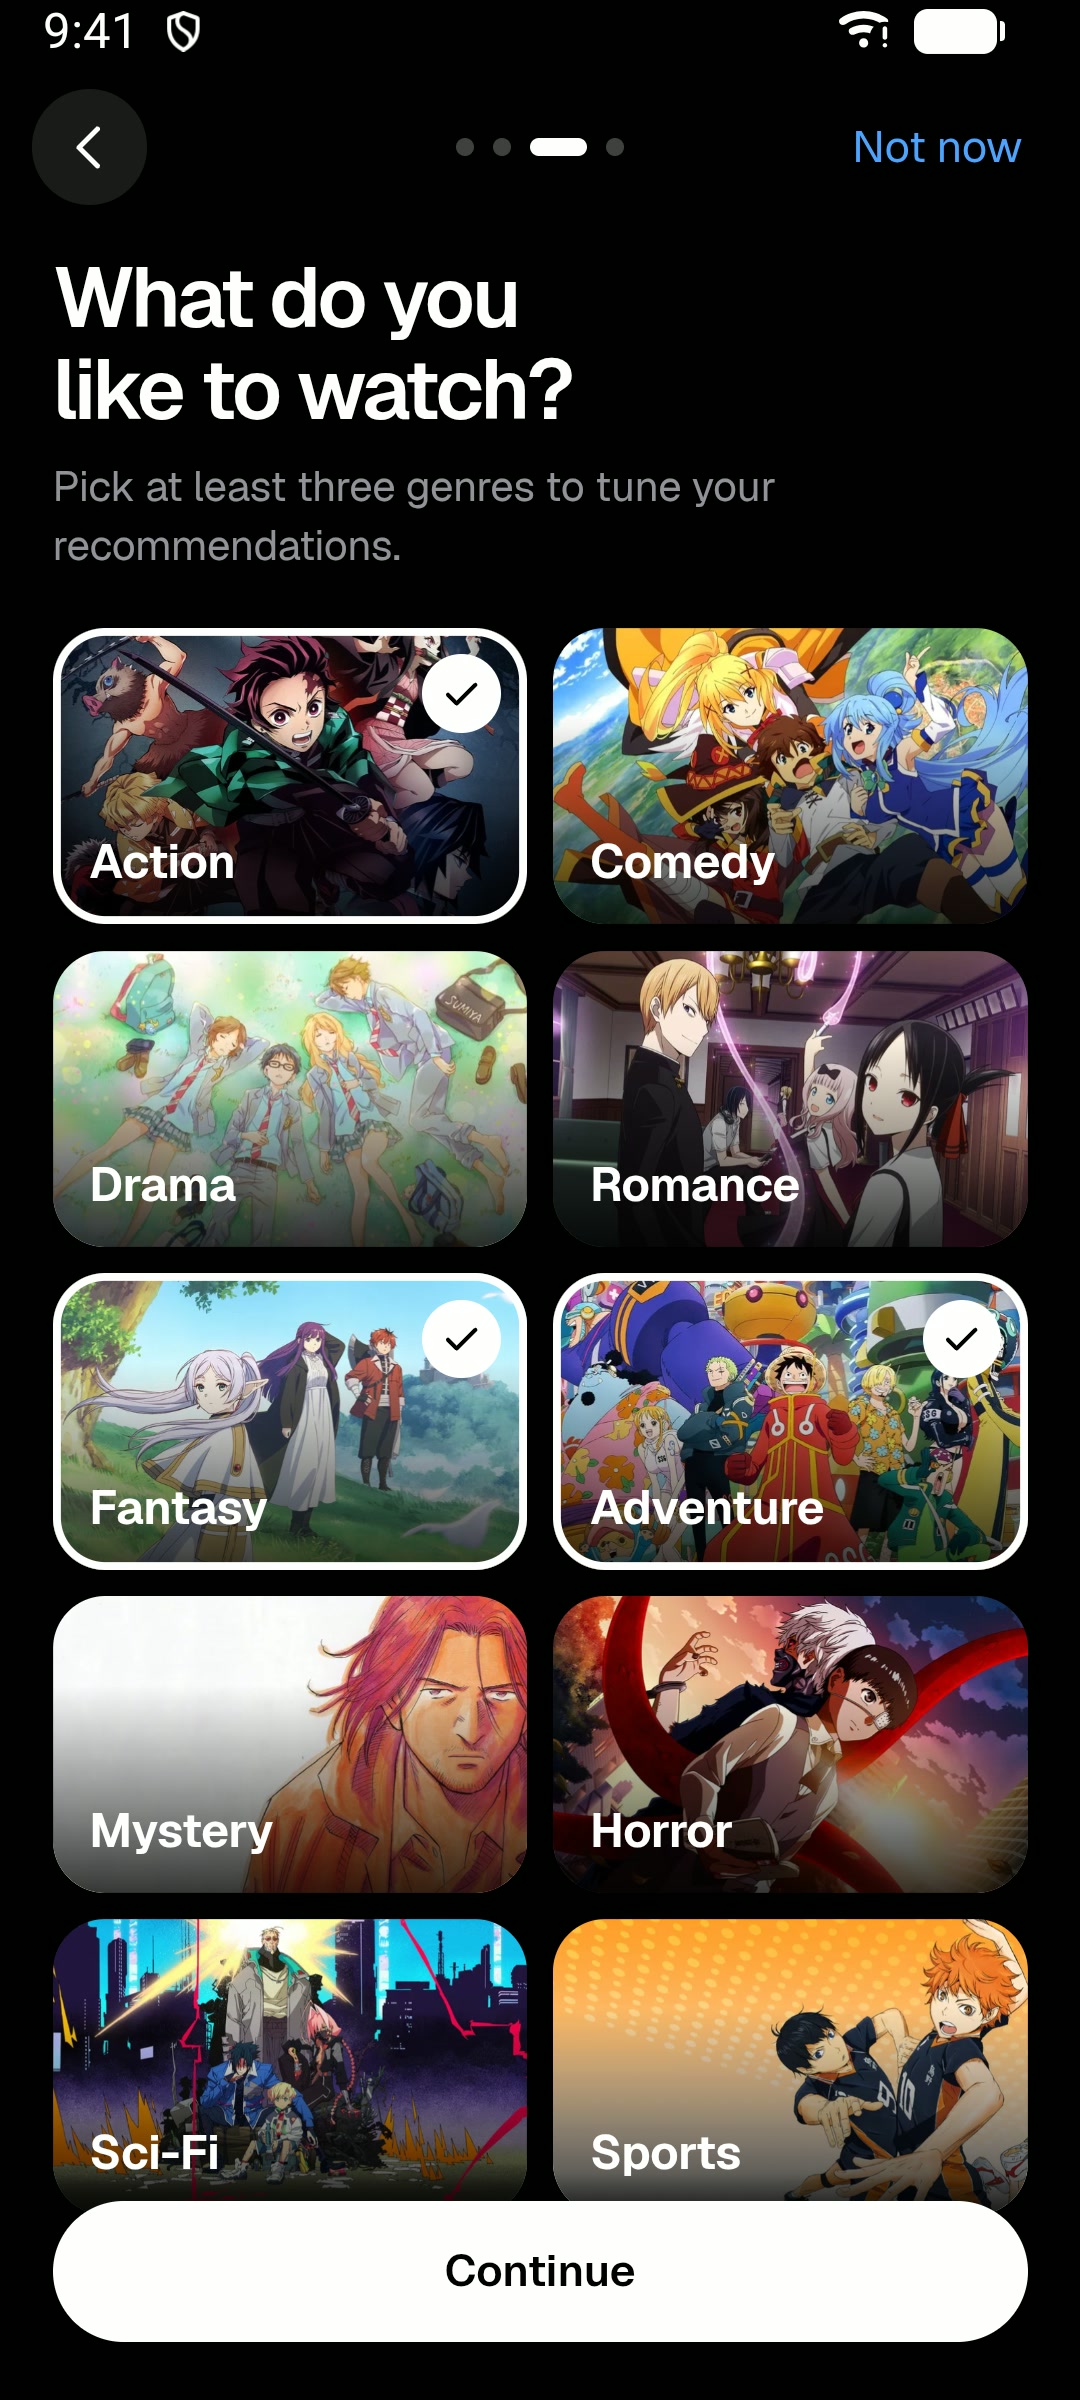 9:41
Not now
What do you
like to watch?
Pick at least three genres to tune your
recommendations.
Action
Comedy
SUMIYA
Drama
Romance
Fantasy
Adventure
Mystery
Horror
Sci-Fi
Sports
Continue